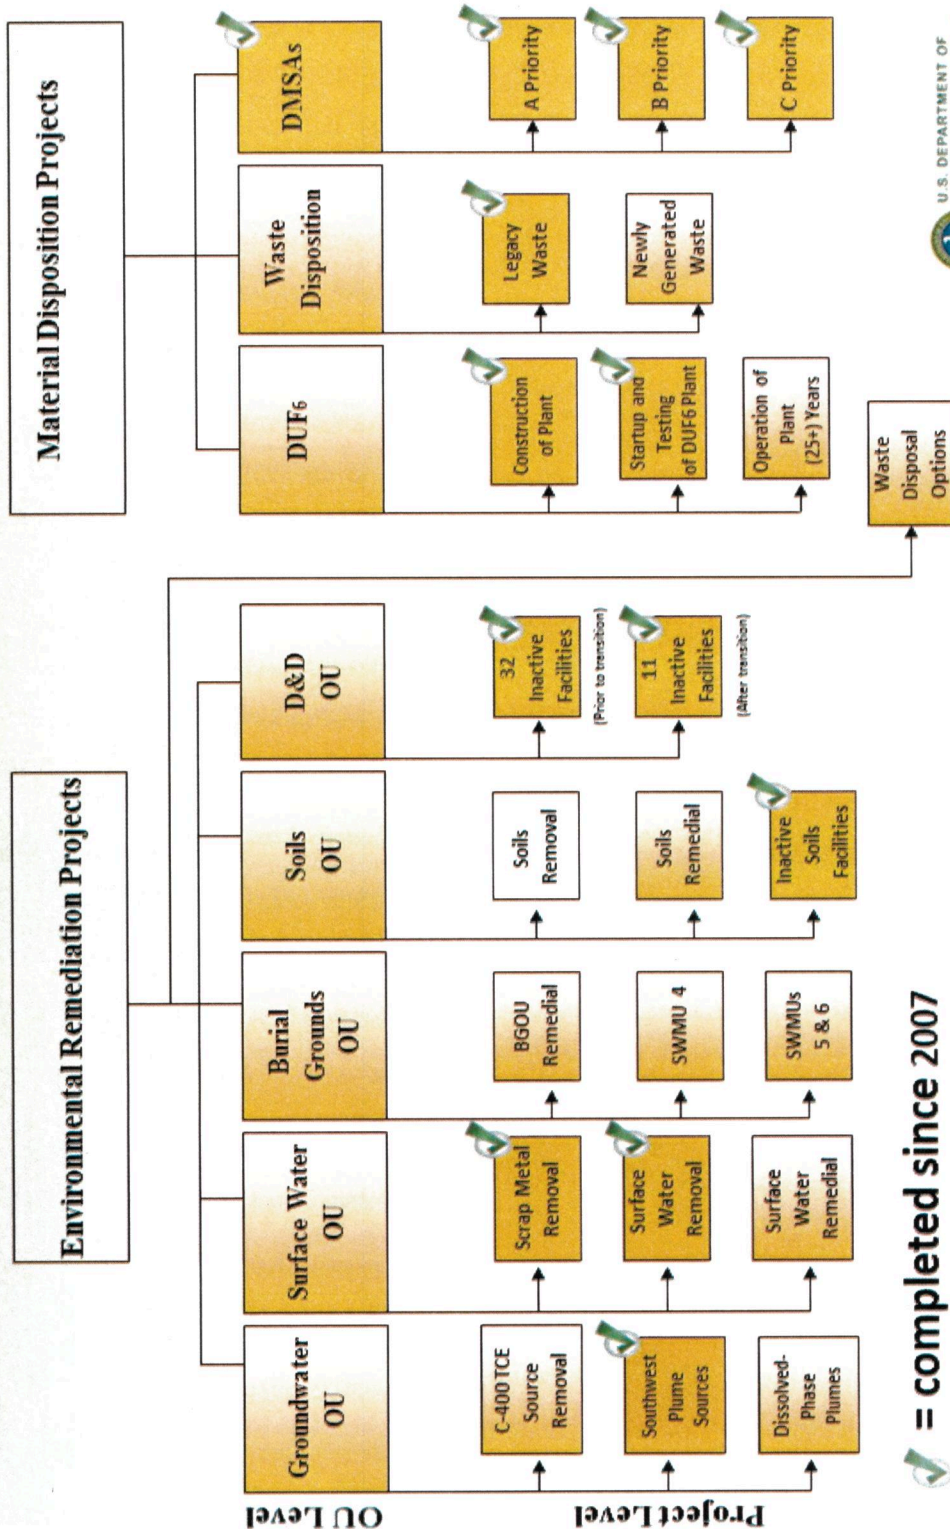 Environmental Remediation Projects
Material Disposition Projects
OU Level
Groundwater
OU
Surface Water
OU
Burial
Grounds
OU
Soils
OU
D&D
OU
DUF6
Waste
Disposition
DMSAs
Project Level
C-400 TCE
Source
Removal
Southwest
Plume
Sources
Dissolved-
Phase
Plumes
Scrap Metal
Removal
Surface
Water
Removal
Surface
Water
Remedial
BGOU
Remedial
SWMU 4
SWMUs
5 & 6
Soils
Removal
Soils
Remedial
Inactive
Soils
Facilities
32
Inactive
Facilities
(Prior to transition)
11
Inactive
Facilities
(After transition)
Waste
Disposal
Options
Construction
of Plant
Startup and
Testing
of DUF6 Plant
Operation of
Plant
(25+) Years
Legacy
Waste
Newly
Generated
Waste
A Priority
B Priority
C Priority
= completed since 2007
U.S. DEPARTMENT OF